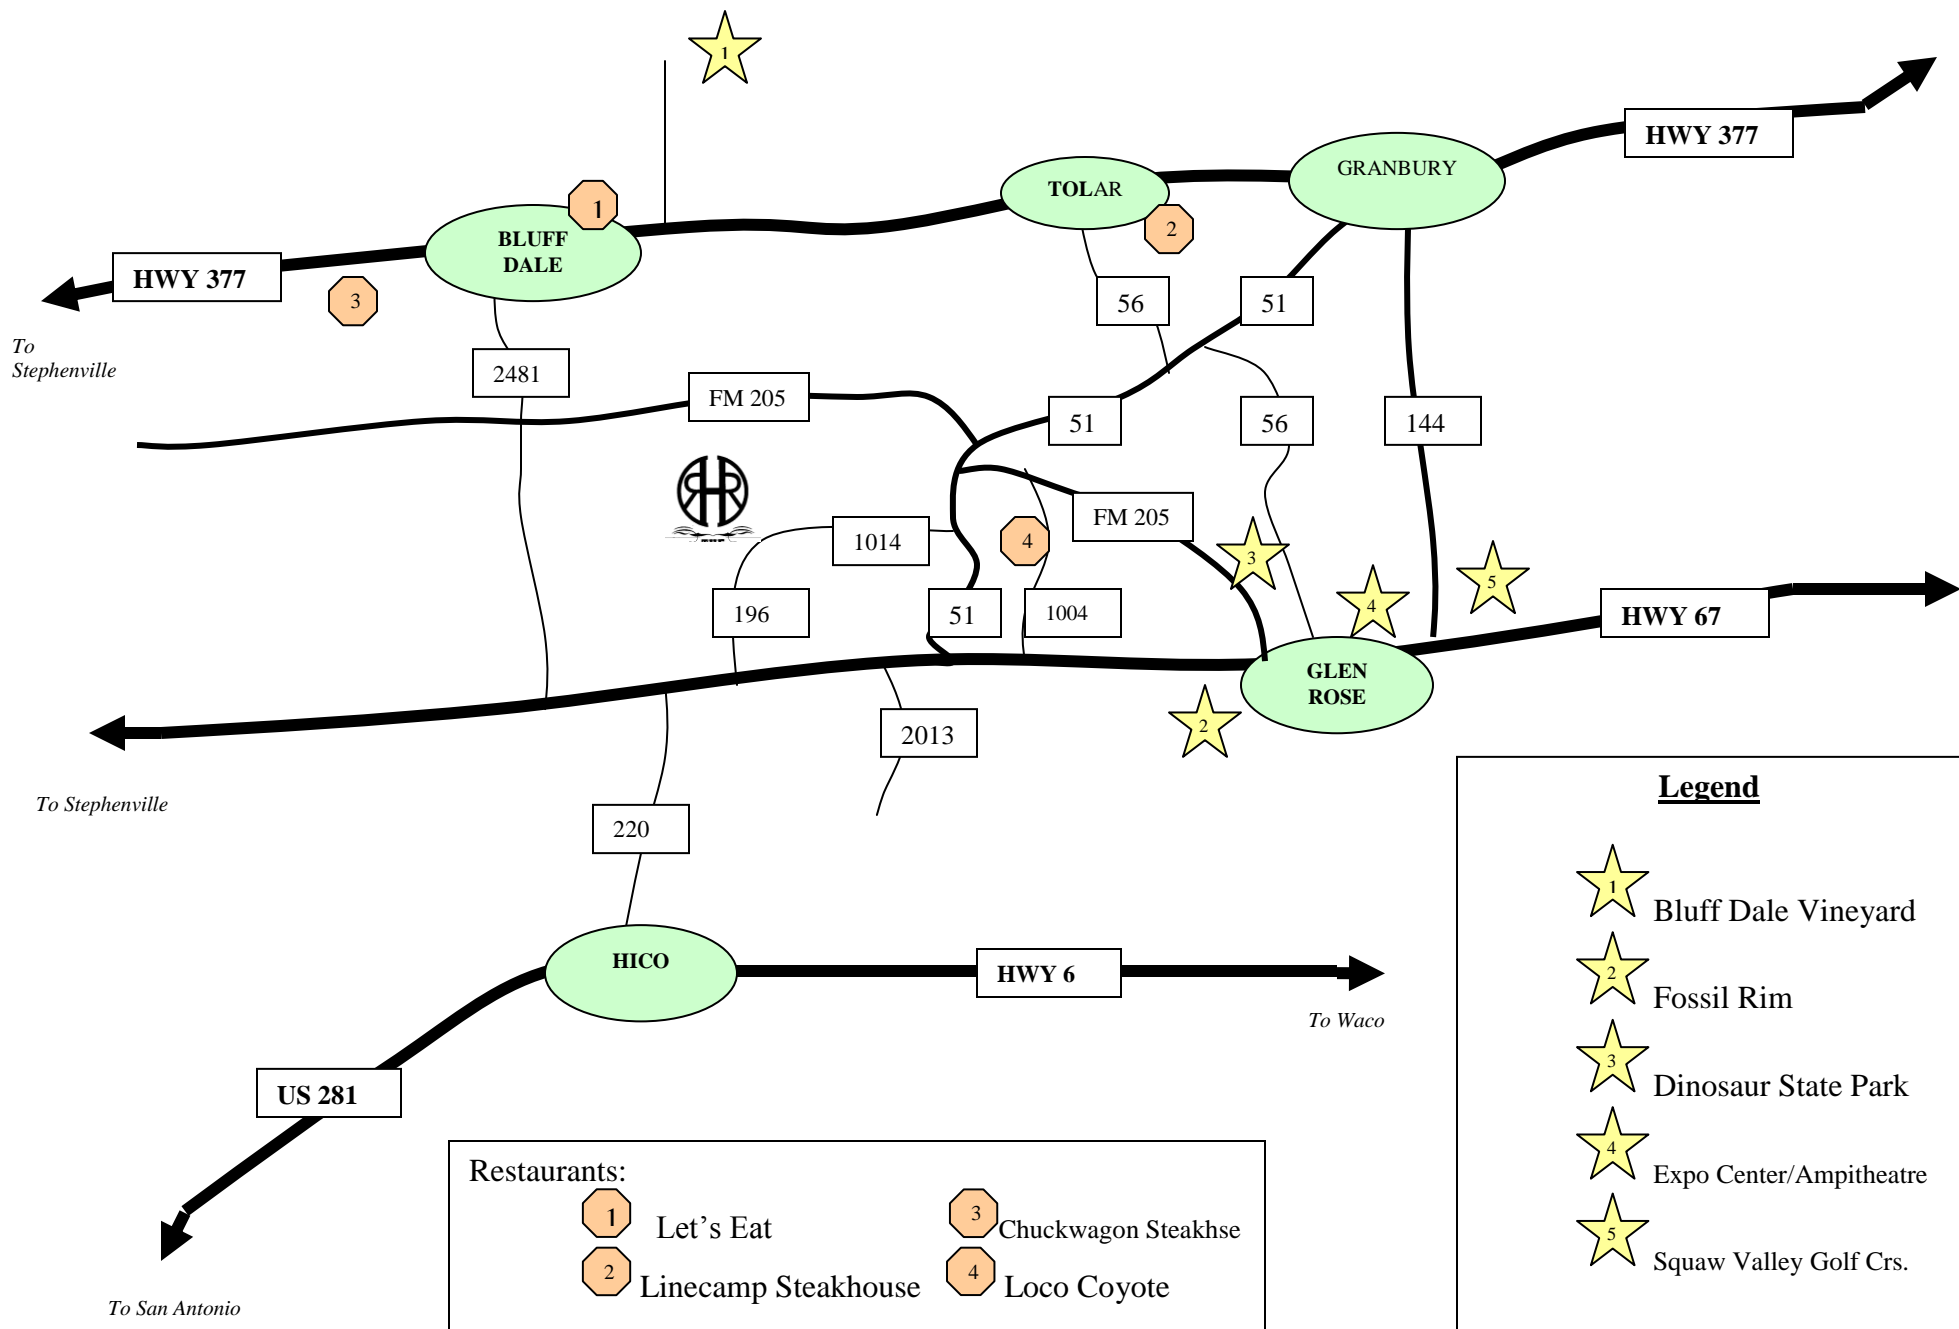 1
HWY 377
GRANBURY
TOLAR
1
2
BLUFF
DALE
HWY 377
3
56
51
To
Stephenville
2481
FM 205
51
56
144
RHR
FM 205
1014
4
3
5
4
196
51
1004
HWY 67
GLEN
ROSE
2
2013
To Stephenville
220
HICO
HWY 6
To Waco
US 281
To San Antonio
Legend
1
Bluff Dale Vineyard
2
Fossil Rim
3
Dinosaur State Park
4
Expo Center/Ampitheatre
5
Squaw Valley Golf Crs.
Restaurants:
1 Let’s Eat
3 Chuckwagon Steakhse
2 Linecamp Steakhouse
4 Loco Coyote